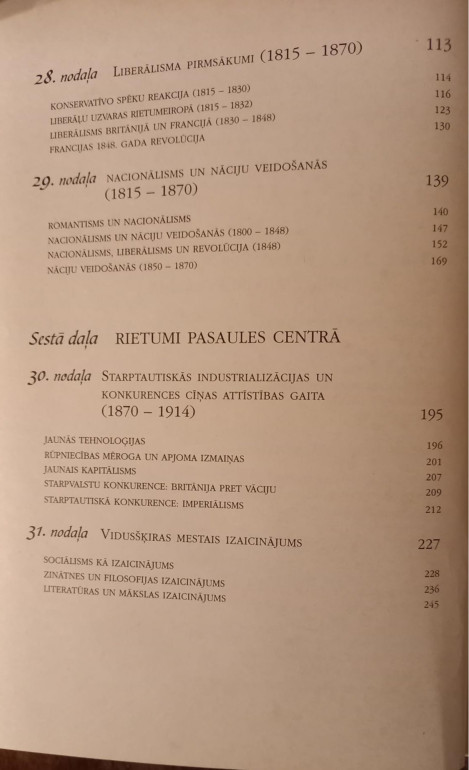 28. nodaļa LIBERĀLISMA PIRMSĀKUMI (1815 – 1870) 113
KONSERVATĪVO SPĒKU REAKCIJA (1815 – 1830) 114
LIBERĀĻU UZVARAS RIETUMEIROPĀ (1815 – 1832) 116
LIBERĀLISMS BRITĀNIJĀ UN FRANCIJĀ (1830 – 1848) 123
FRANCIJAS 1848. GADA REVOLŪCIJA 130
29. nodaļa NACIONĀLISMS UN NĀCIJU VEIDOŠANĀS
(1815 – 1870) 139
ROMANTISMS UN NACIONĀLISMS 140
NACIONĀLISMS UN NĀCIJU VEIDOŠANĀS (1800 – 1848) 147
NACIONĀLISMS, LIBERĀLISMS UN REVOLŪCIJA (1848) 152
NĀCIJU VEIDOŠANĀS (1850 – 1870) 169
Sestā daļa RIETUMI PASAULES CENTRĀ
30. nodaļa STARPTAUTISKĀS INDUSTRIALIZĀCIJAS UN
KONKURENCES CĪŅAS ATTĪSTĪBAS GAITA
(1870 – 1914) 195
JAUNĀS TEHNOLOĢIJAS 196
RŪPNIECĪBAS MĒROGA UN APJOMA IZMAIŅAS 201
JAUNAIS KAPITĀLISMS 207
STARPVALSTU KONKURENCE: BRITĀNIJA PRET VĀCIJU 209
STARPTAUTISKĀ KONKURENCE: IMPERIĀLISMS 212
31. nodaļa VIDUSŠĶIRAS MESTAIS IZAICINĀJUMS 227
SOCIĀLISMS KĀ IZAICINĀJUMS 228
ZINĀTNES UN FILOSOFIJAS IZAICINĀJUMS 236
LITERATŪRAS UN MĀKSLAS IZAICINĀJUMS 245